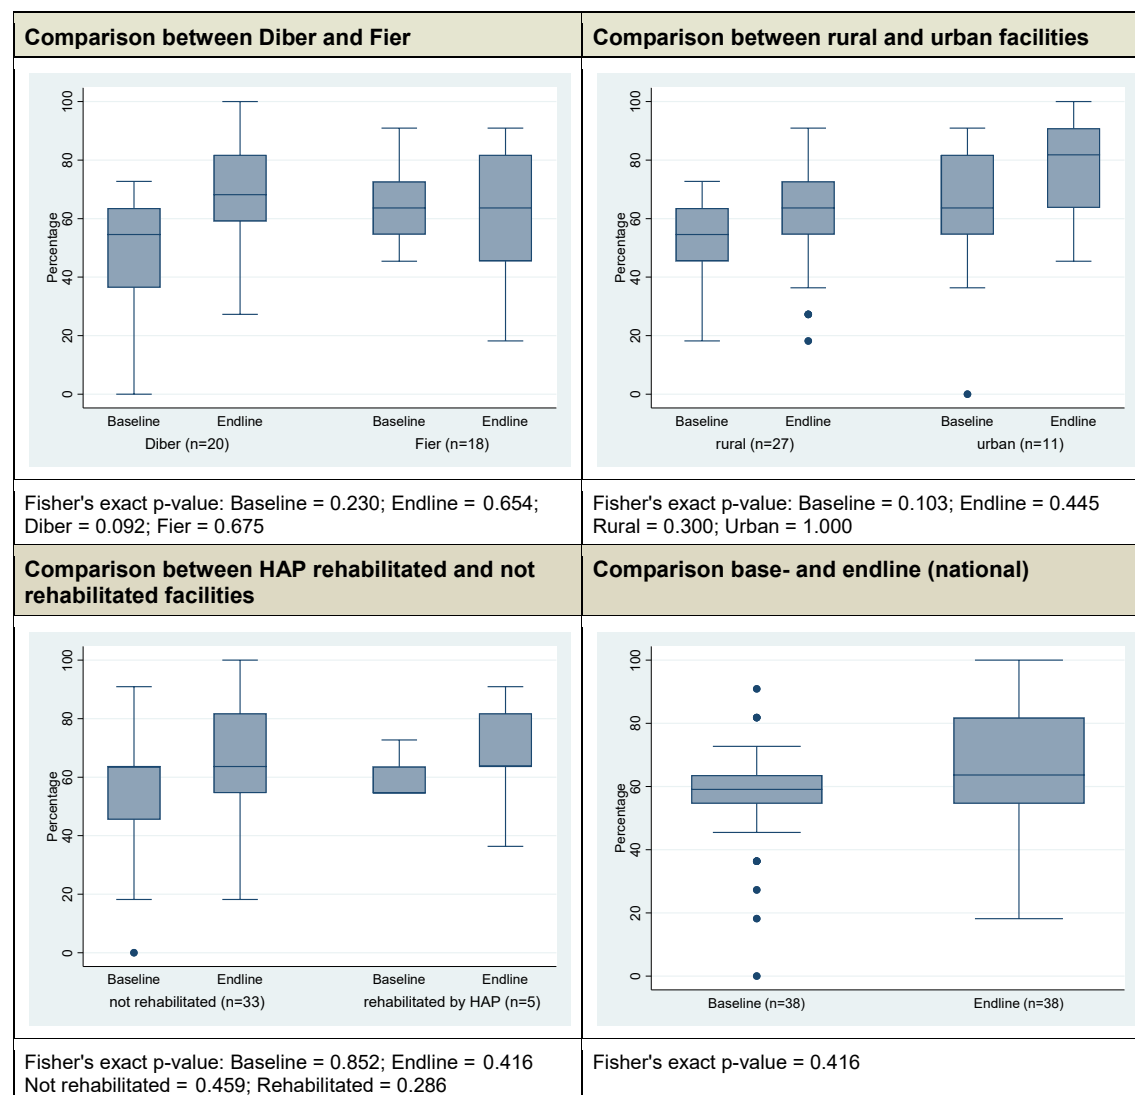 Comparison between Diber and Fier
Comparison between rural and urban facilities
Percentage
100
80
60
40
20
0
Baseline Endline Baseline Endline
Diber (n=20) Fier (n=18)
Percentage
100
80
60
40
20
0
Baseline Endline Baseline Endline
rural (n=27) urban (n=11)
Fisher's exact p-value: Baseline = 0.230; Endline = 0.654;
Diber = 0.092; Fier = 0.675
Fisher's exact p-value: Baseline = 0.103; Endline = 0.445
Rural = 0.300; Urban = 1.000
Comparison between HAP rehabilitated and not
rehabilitated facilities
Comparison base- and endline (national)
Percentage
100
80
60
40
20
0
Baseline Endline Baseline Endline
not rehabilitated (n=33) rehabilitated by HAP (n=5)
Percentage
100
80
60
40
20
0
Baseline (n=38) Endline (n=38)
Fisher's exact p-value: Baseline = 0.852; Endline = 0.416
Not rehabilitated = 0.459; Rehabilitated = 0.286
Fisher's exact p-value = 0.416